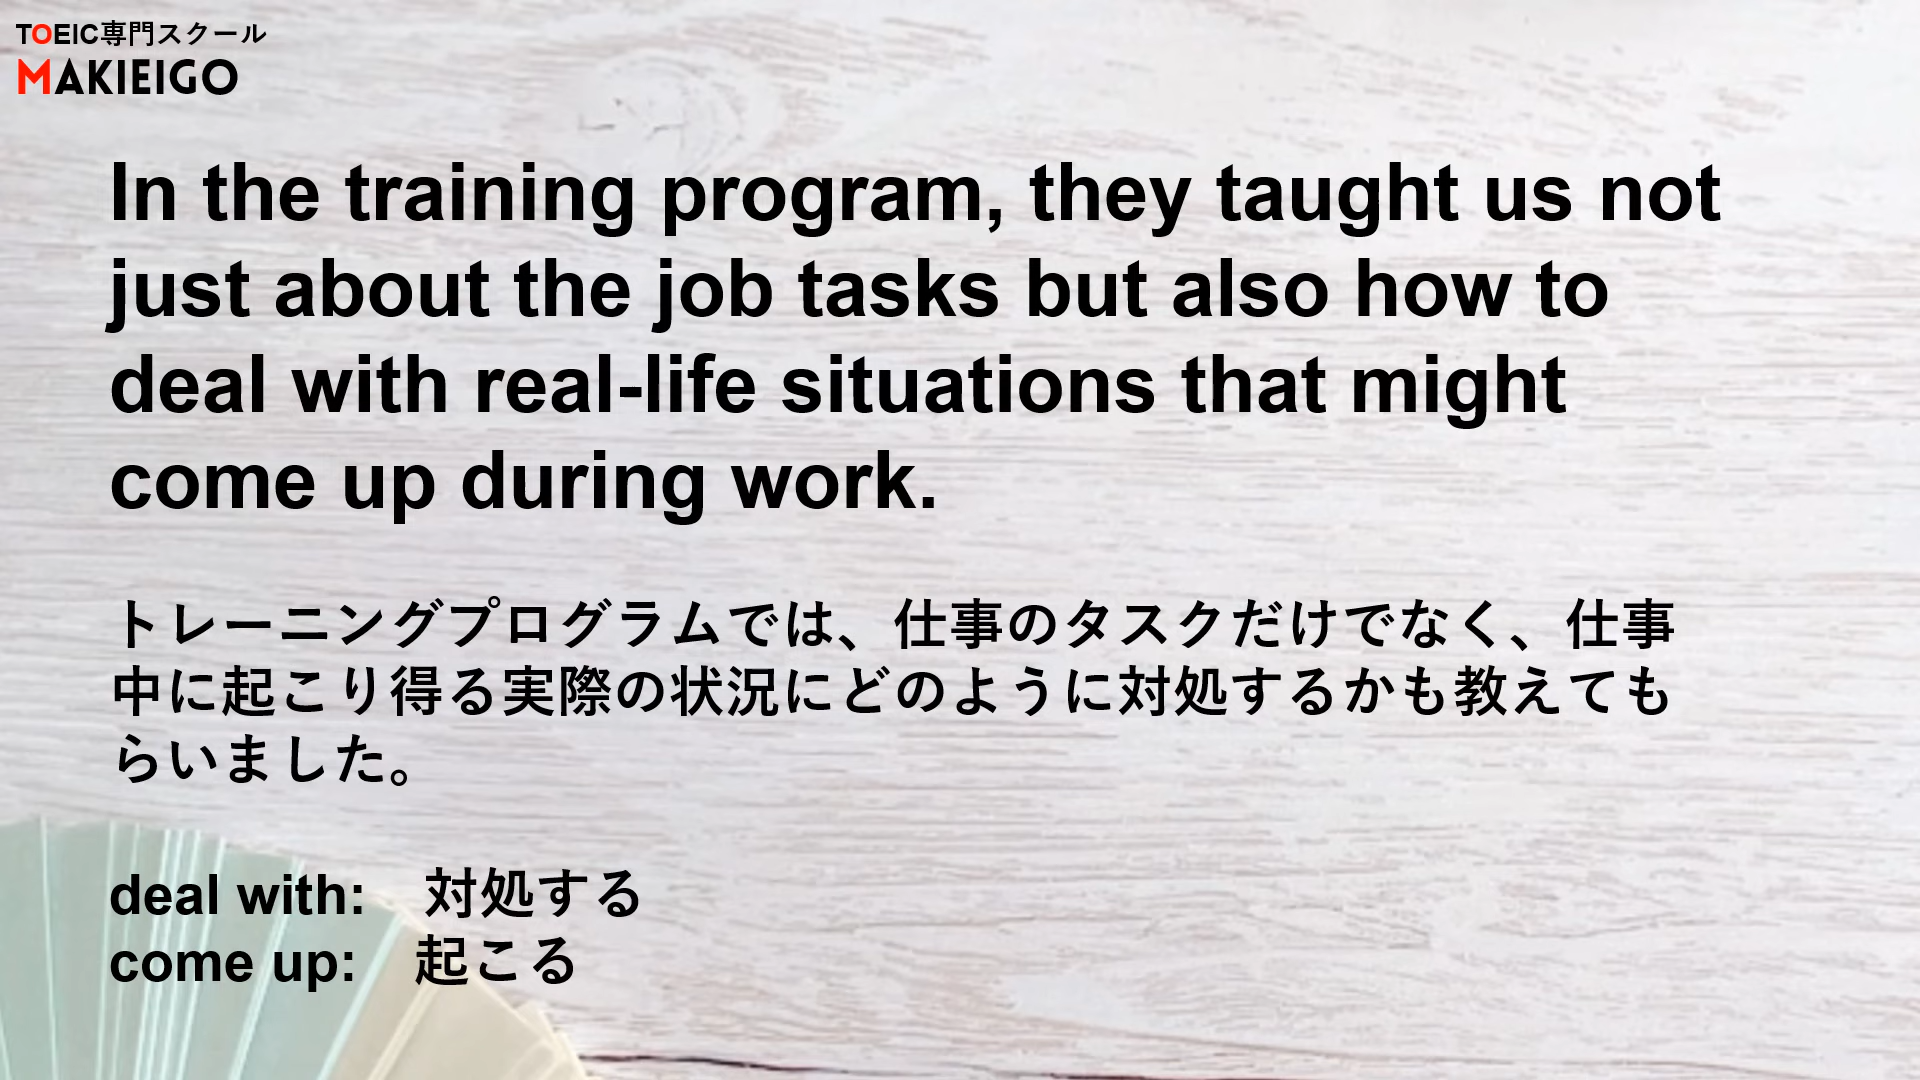 TOEIC専門スクール
MAKIEIGO
In the training program, they taught us not
just about the job tasks but also how to
deal with real-life situations that might
come up during work.
トレーニングプログラムでは、仕事のタスクだけでなく、仕事
中に起こり得る実際の状況にどのように対処するかも教えても
らいました。
deal with: 対処する
come up: 起こる